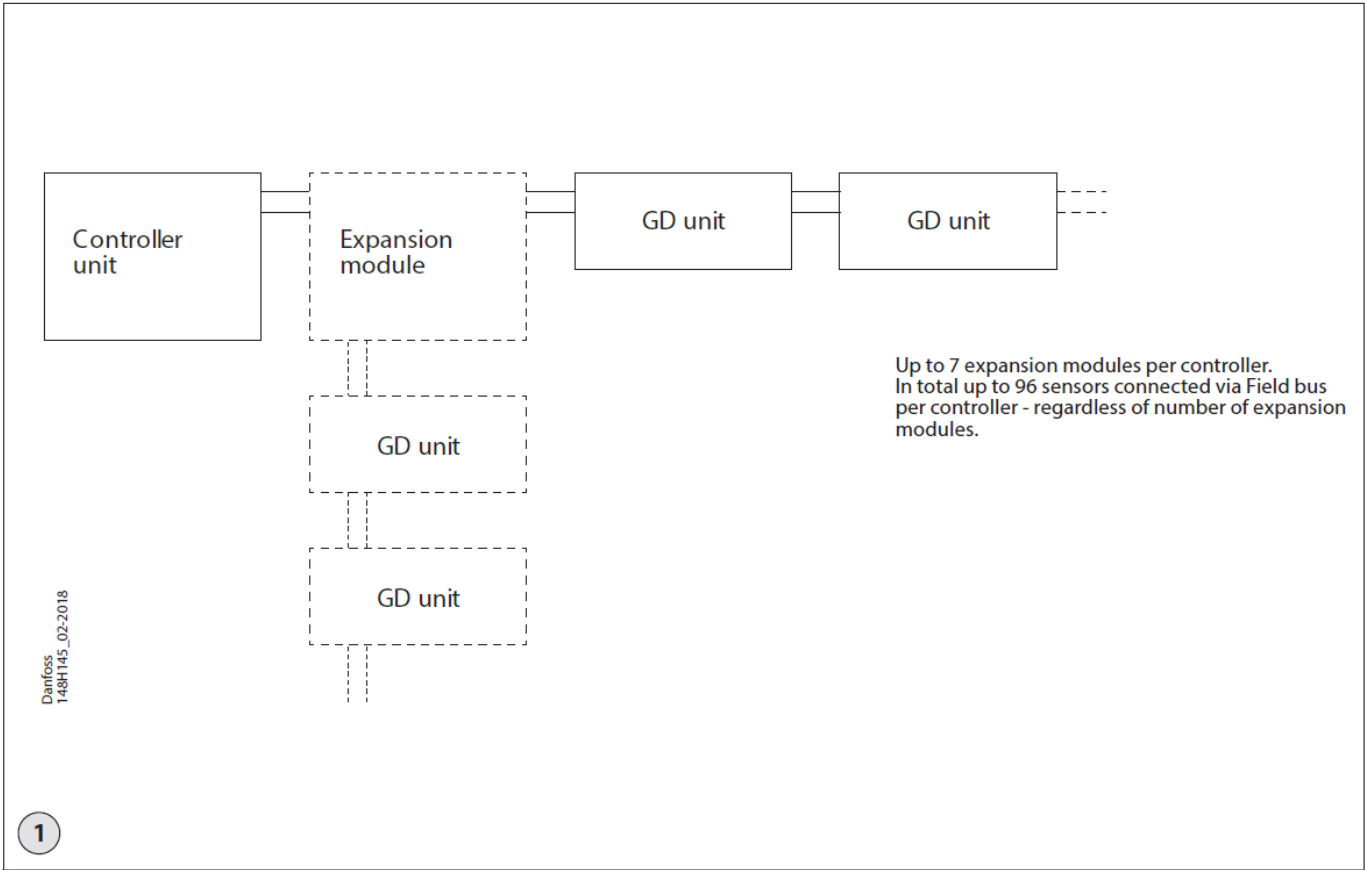 Controller
unit
Expansion
module
GD unit
GD unit
Up to 7 expansion modules per controller.
In total up to 96 sensors connected via Field bus
per controller - regardless of number of expansion
modules.
GD unit
GD unit
Danfoss
148H145_02-2018
1